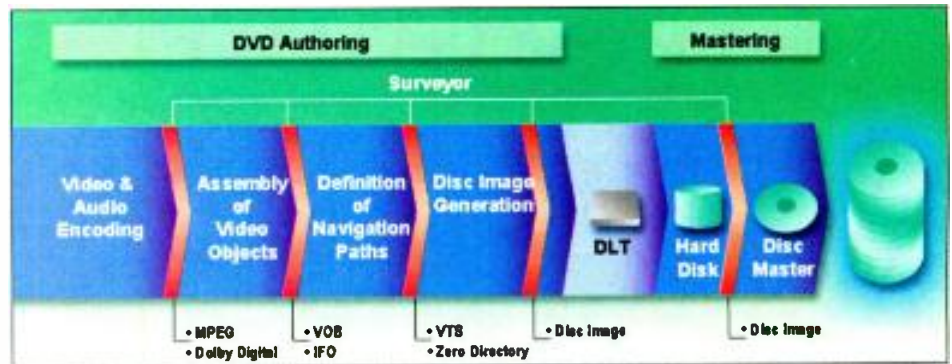 DVD Authoring
Mastering
Surveyor
Video &
Audio
Encoding
Assembly
of
Video
Objects
Definition
of
Navigation
Paths
Disc Image
Generation
DLT
Hard
Disk
Disc
Master
• MPEG
• Dolby Digital
• VOB
• IFO
• VTS
• Zero Directory
• Disc Image
• Disc Image